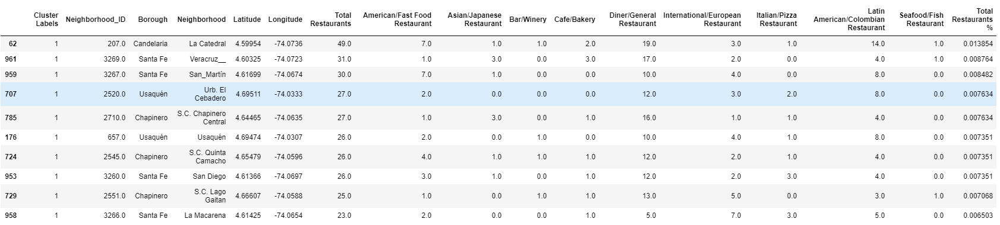 Cluster Labels Neighborhood_ID Borough Neighborhood Latitude Longitude Total Restaurants American/Fast Food Restaurant Asian/Japanese Restaurant Bar/Winery Cafe/Bakery Diner/General Restaurant International/European Restaurant Italian/Pizza Restaurant Latin American/Colombian Restaurant Seafood/Fish Restaurant Total Restaurants %
62 1 207.0 Candelaria La Catedral 4.59954 -74.0736 49.0 7.0 1.0 1.0 2.0 19.0 3.0 1.0 14.0 1.0 0.013854
961 1 3269.0 Santa Fe Veracruz__ 4.60325 -74.0723 31.0 1.0 3.0 0.0 3.0 17.0 2.0 0.0 4.0 1.0 0.008764
959 1 3267.0 Santa Fe San_Martín 4.61699 -74.0674 30.0 7.0 1.0 0.0 0.0 10.0 4.0 0.0 8.0 0.0 0.008482
707 1 2520.0 Usaquén Urb. El Cebadero 4.69511 -74.0333 27.0 2.0 0.0 0.0 0.0 12.0 3.0 2.0 8.0 0.0 0.007634
785 1 2710.0 Chapinero S.C. Chapinero Central 4.64465 -74.0635 27.0 1.0 3.0 0.0 1.0 16.0 1.0 1.0 4.0 0.0 0.007634
176 1 657.0 Usaquén Usaquén 4.69474 -74.0307 26.0 2.0 0.0 1.0 0.0 10.0 4.0 1.0 8.0 0.0 0.007351
724 1 2545.0 Chapinero S.C. Quinta Camacho 4.65479 -74.0596 26.0 4.0 1.0 1.0 1.0 12.0 2.0 1.0 4.0 0.0 0.007351
953 1 3260.0 Santa Fe San Diego 4.61366 -74.0697 26.0 3.0 1.0 0.0 1.0 12.0 2.0 3.0 4.0 0.0 0.007351
729 1 2551.0 Chapinero S.C. Lago Gaitan 4.66607 -74.0588 25.0 1.0 0.0 1.0 1.0 13.0 5.0 0.0 3.0 1.0 0.007068
958 1 3266.0 Santa Fe La Macarena 4.61425 -74.0654 23.0 2.0 0.0 0.0 1.0 5.0 7.0 3.0 5.0 0.0 0.006503